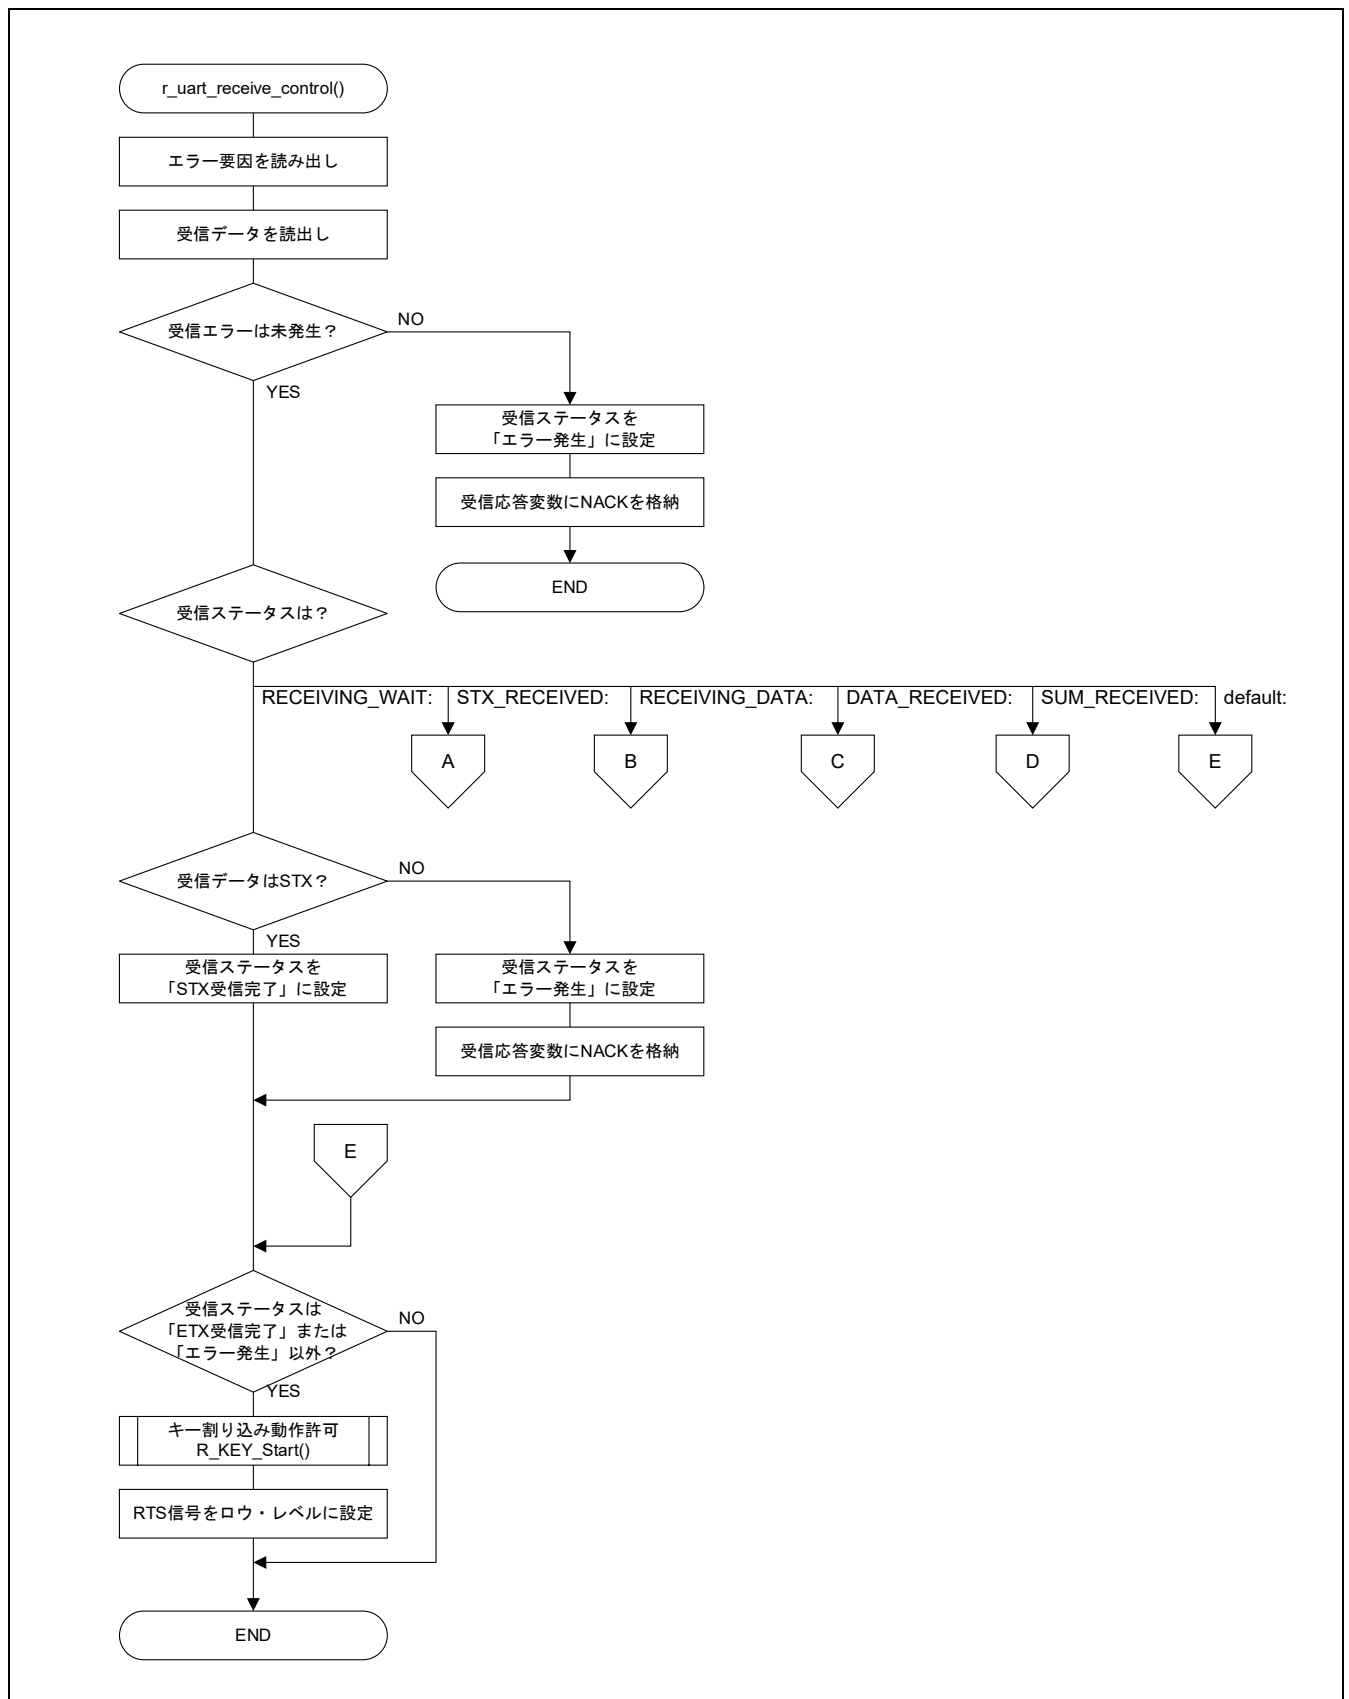 r_uart_receive_control()
エラー要因を読み出し
受信データを読出し
受信エラーは未発生？
NO
YES
受信ステータスを
「エラー発生」に設定
受信応答変数にNACKを格納
END
受信ステータスは？
RECEIVING_WAIT:
STX_RECEIVED:
RECEIVING_DATA:
DATA_RECEIVED:
SUM_RECEIVED:
default:
A
B
C
D
E
受信データはSTX？
NO
YES
受信ステータスを
「STX受信完了」に設定
受信ステータスを
「エラー発生」に設定
受信応答変数にNACKを格納
E
受信ステータスは
「ETX受信完了」または
「エラー発生」以外？
NO
YES
キー割り込み動作許可
R_KEY_Start()
RTS信号をロウ・レベルに設定
END